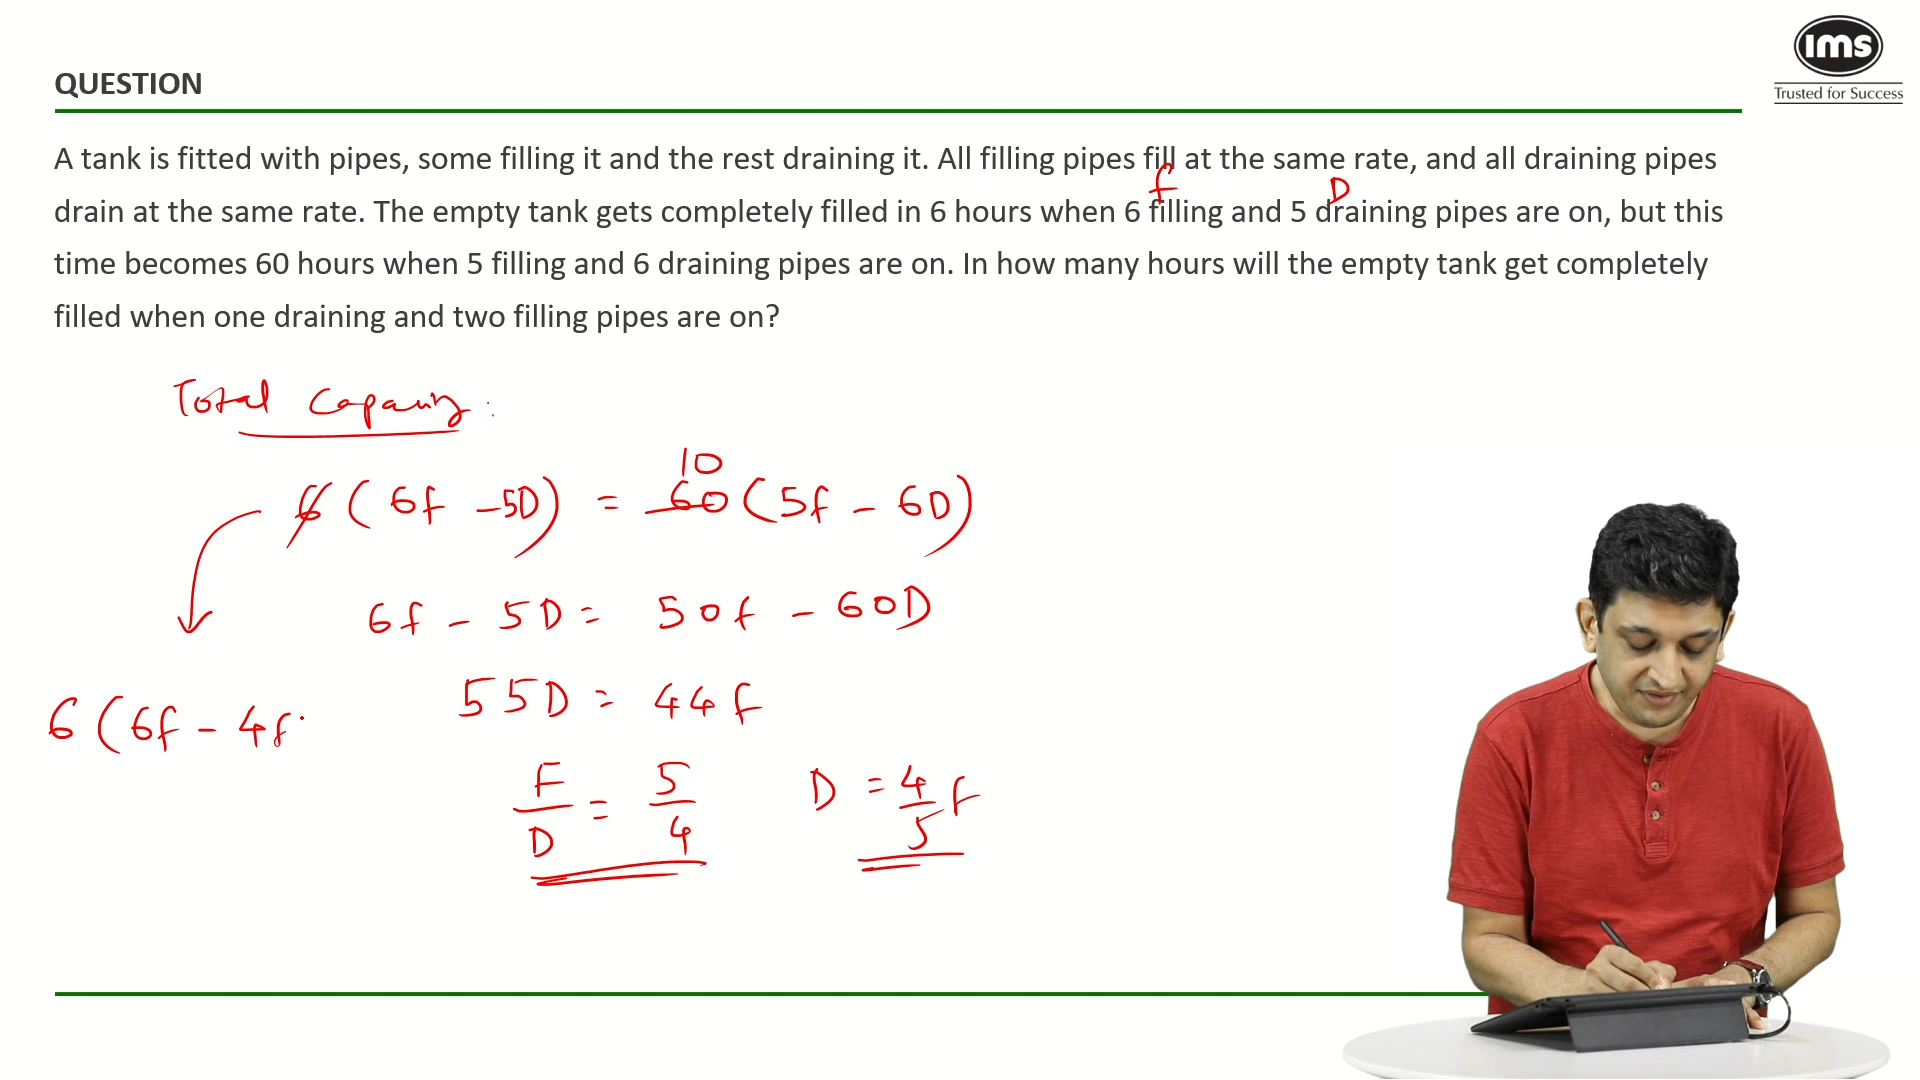 ims
Trusted for Success
QUESTION
A tank is fitted with pipes, some filling it and the rest draining it. All filling pipes fill at the same rate, and all draining pipes
f D
drain at the same rate. The empty tank gets completely filled in 6 hours when 6 filling and 5 draining pipes are on, but this
time becomes 60 hours when 5 filling and 6 draining pipes are on. In how many hours will the empty tank get completely
filled when one draining and two filling pipes are on?
Total Capacity:
10
6 ( 6f - 5D ) = 60 ( 5f - 6D )
6f - 5D = 50f - 60D
55D = 44f
6 ( 6f - 4f
F/D = 5/4 D = 4/5 f